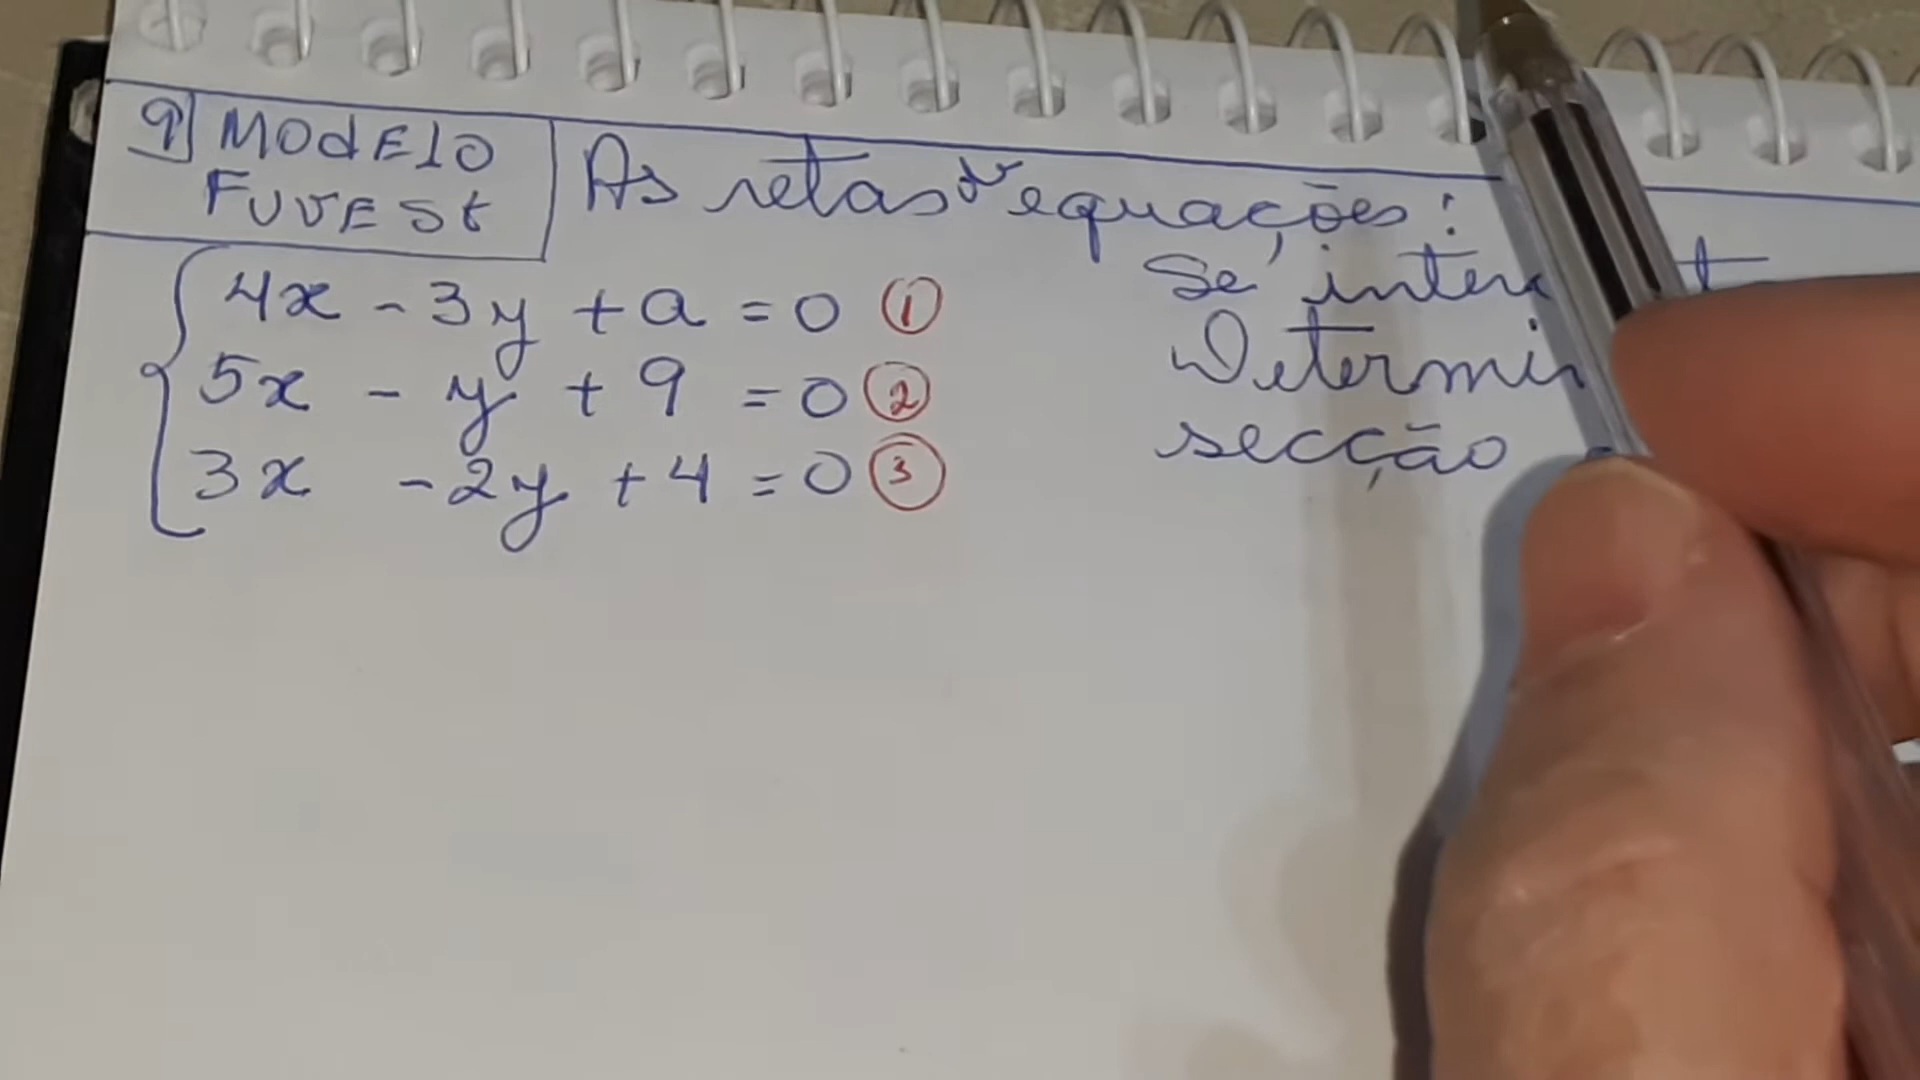 9) MOdElO
FUVESt
As retas de equações:
4x - 3y + a = 0 ①
5x - y + 9 = 0 ②
3x - 2y + 4 = 0 ③
Se
secção